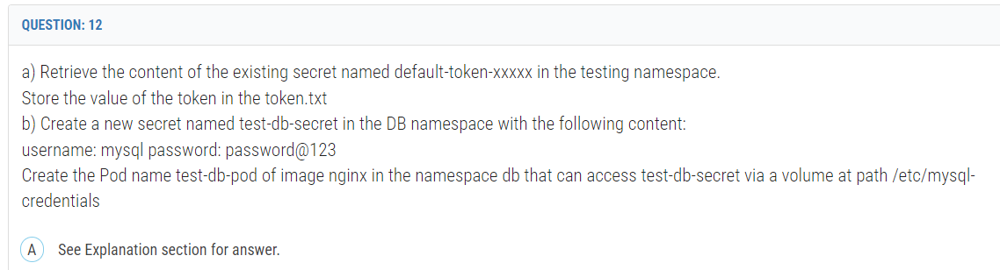 QUESTION: 12
a) Retrieve the content of the existing secret named default-token-xxxxx in the testing namespace.
Store the value of the token in the token.txt
b) Create a new secret named test-db-secret in the DB namespace with the following content:
username: mysql password: password@123
Create the Pod name test-db-pod of image nginx in the namespace db that can access test-db-secret via a volume at path /etc/mysql-
credentials
A See Explanation section for answer.